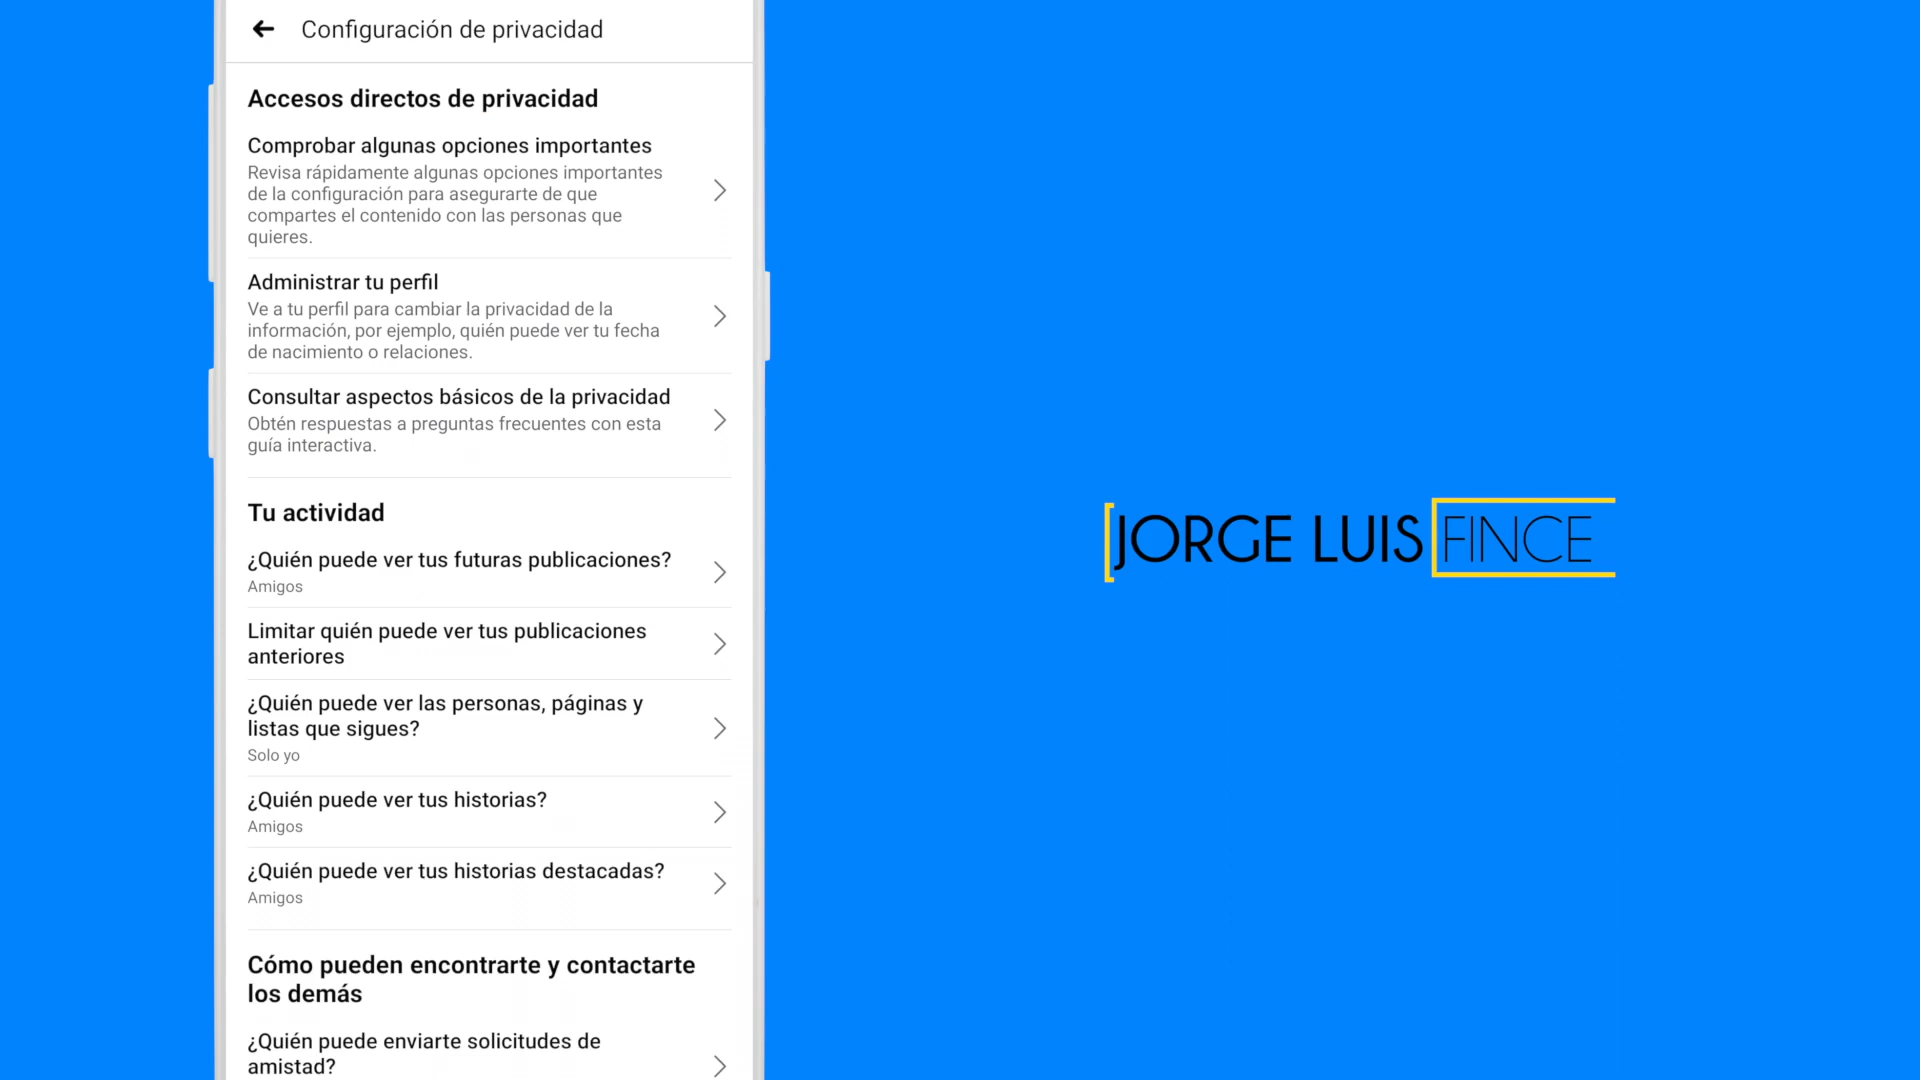 Configuración de privacidad
Accesos directos de privacidad
Comprobar algunas opciones importantes
Revisa rápidamente algunas opciones importantes
de la configuración para asegurarte de que
compartes el contenido con las personas que
quieres.
Administrar tu perfil
Ve a tu perfil para cambiar la privacidad de la
información, por ejemplo, quién puede ver tu fecha
de nacimiento o relaciones.
Consultar aspectos básicos de la privacidad
Obtén respuestas a preguntas frecuentes con esta
guía interactiva.
Tu actividad
¿Quién puede ver tus futuras publicaciones?
Amigos
Limitar quién puede ver tus publicaciones
anteriores
¿Quién puede ver las personas, páginas y
listas que sigues?
Solo yo
¿Quién puede ver tus historias?
Amigos
¿Quién puede ver tus historias destacadas?
Amigos
Cómo pueden encontrarte y contactarte
los demás
¿Quién puede enviarte solicitudes de
amistad?
JORGE LUIS FINCE